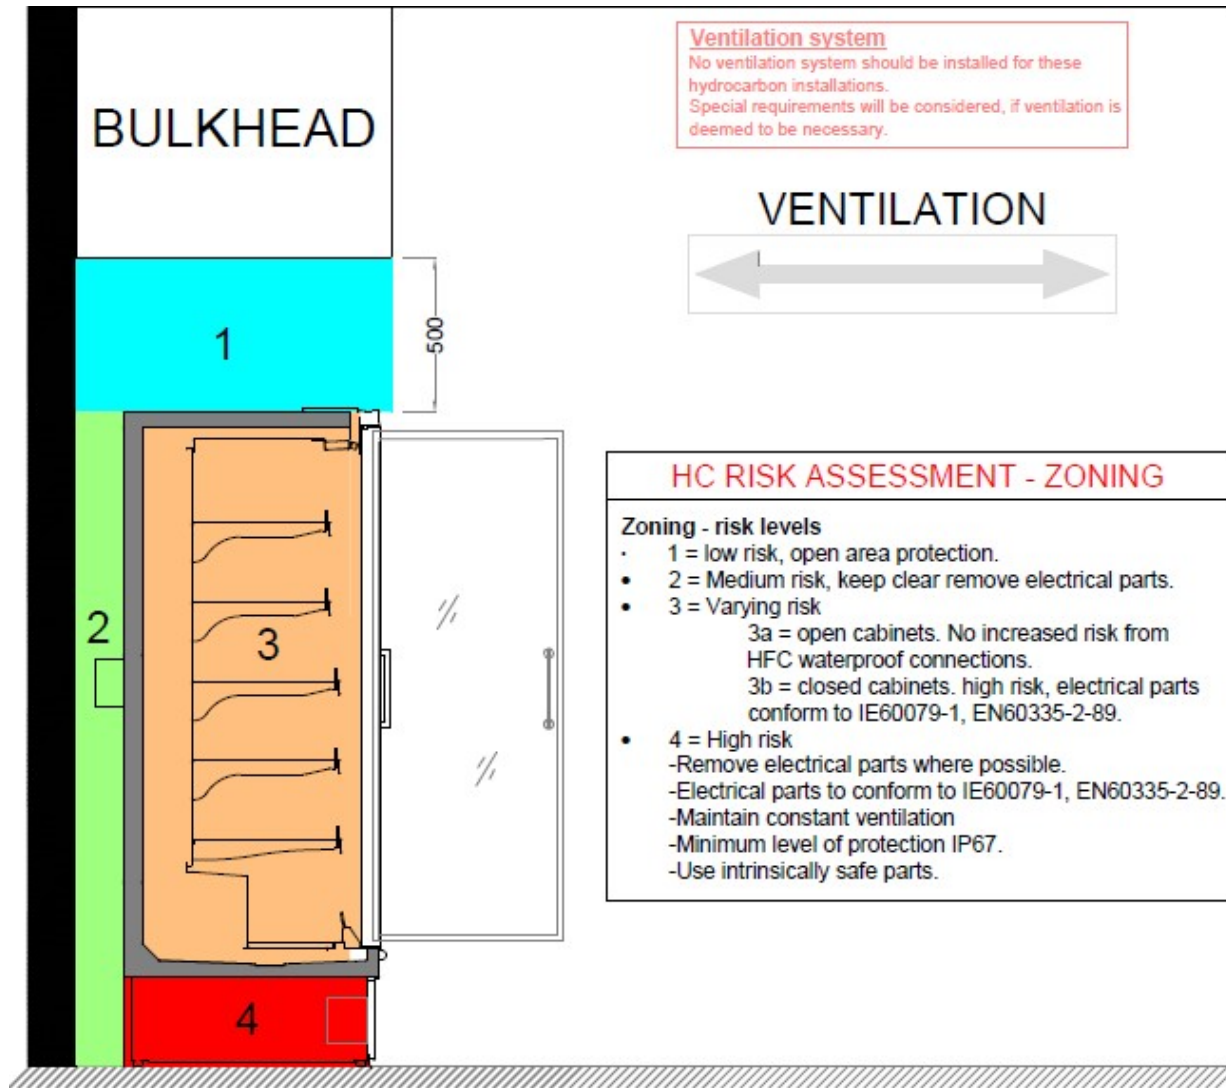 BULKHEAD
Ventilation system
No ventilation system should be installed for these
hydrocarbon installations.
Special requirements will be considered, if ventilation is
deemed to be necessary.
VENTILATION
1
500
2
3
4
HC RISK ASSESSMENT - ZONING
Zoning - risk levels
· 1 = low risk, open area protection.
• 2 = Medium risk, keep clear remove electrical parts.
• 3 = Varying risk
3a = open cabinets. No increased risk from
HFC waterproof connections.
3b = closed cabinets. high risk, electrical parts
conform to IE60079-1, EN60335-2-89.
• 4 = High risk
-Remove electrical parts where possible.
-Electrical parts to conform to IE60079-1, EN60335-2-89.
-Maintain constant ventilation
-Minimum level of protection IP67.
-Use intrinsically safe parts.